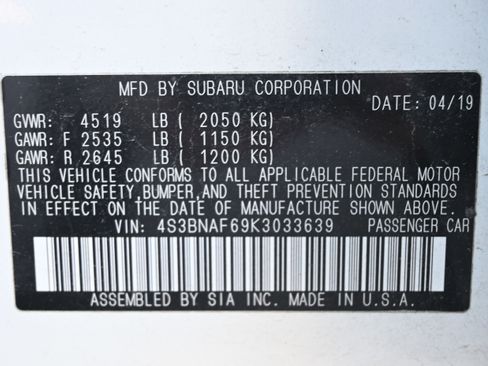 MFD BY SUBARU CORPORATION
DATE: 04/19
GVWR: 4519 LB ( 2050 KG)
GAWR: F 2535 LB ( 1150 KG)
GAWR: R 2645 LB ( 1200 KG)
THIS VEHICLE CONFORMS TO ALL APPLICABLE FEDERAL MOTOR
VEHICLE SAFETY,BUMPER,AND THEFT PREVENTION STANDARDS
IN EFFECT ON THE DATE OF MANUFACTURE SHOWN ABOVE.
VIN: 4S3BNAF69K3033639 PASSENGER CAR
ASSEMBLED BY SIA INC. MADE IN U.S.A.